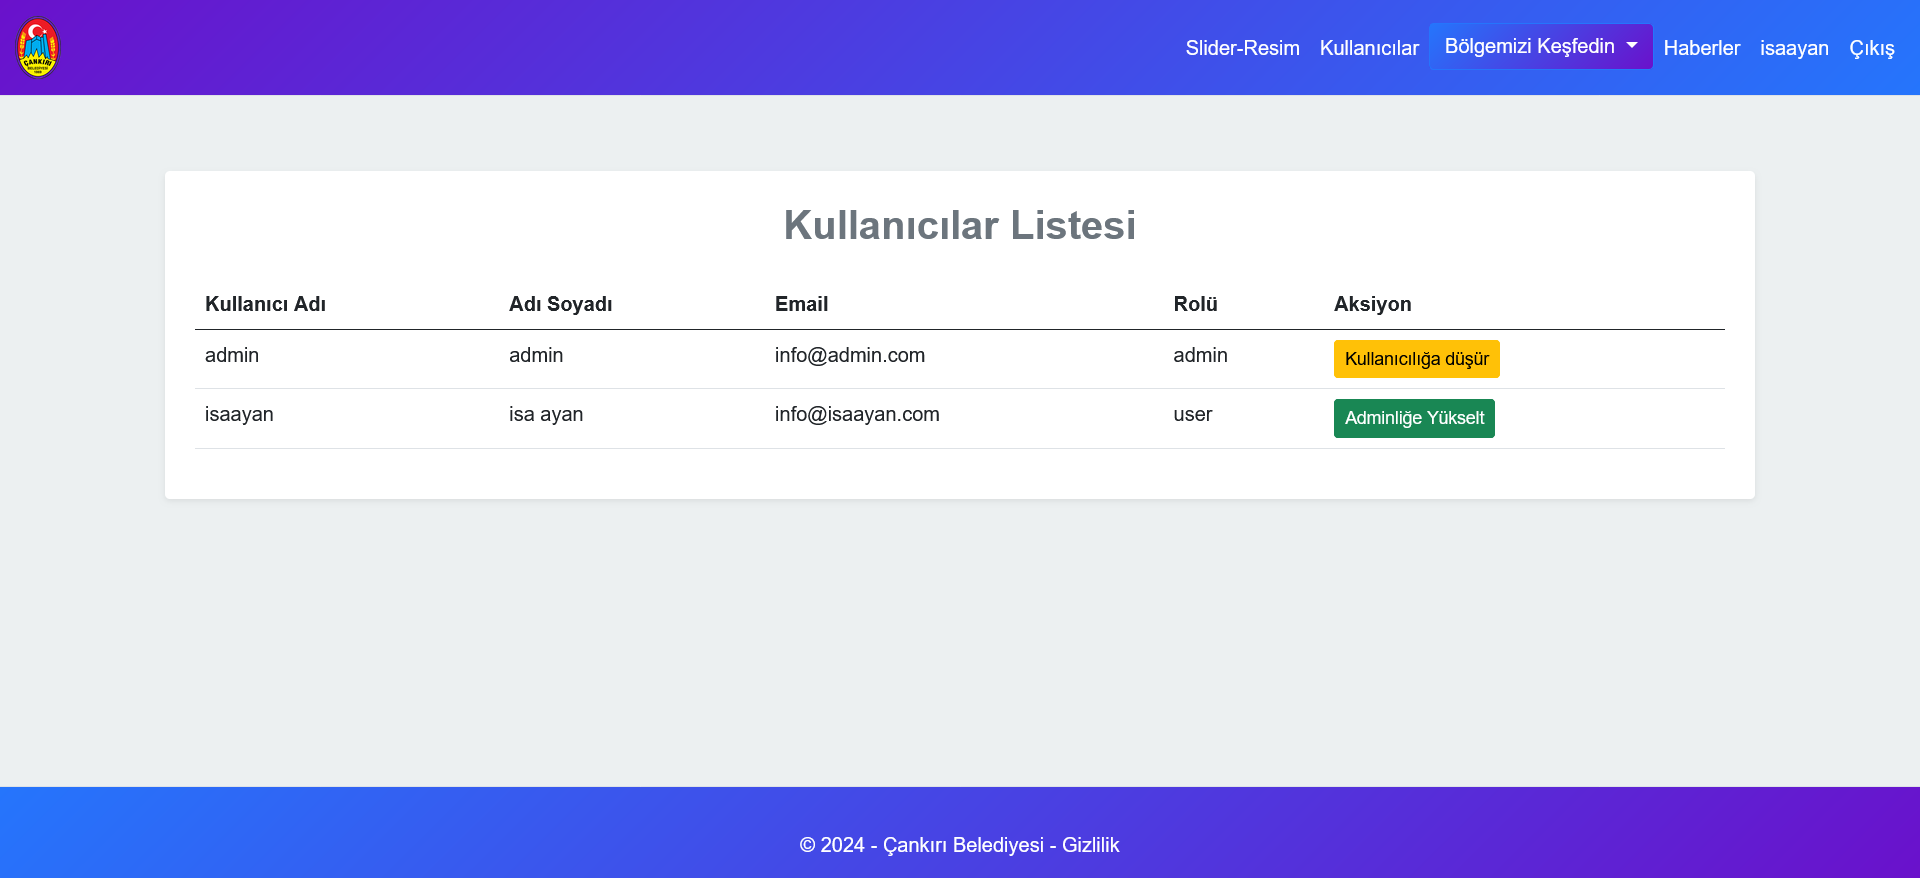 ÇANKIRI
BELEDİYESİ
Slider-Resim Kullanıcılar Bölgemizi Keşfedin Haberler isaayan Çıkış
Kullanıcılar Listesi
Kullanıcı Adı Adı Soyadı Email Rolü Aksiyon
admin admin info@admin.com admin Kullanıcılığa düşür
isaayan isa ayan info@isaayan.com user Adminliğe Yükselt
© 2024 - Çankırı Belediyesi - Gizlilik